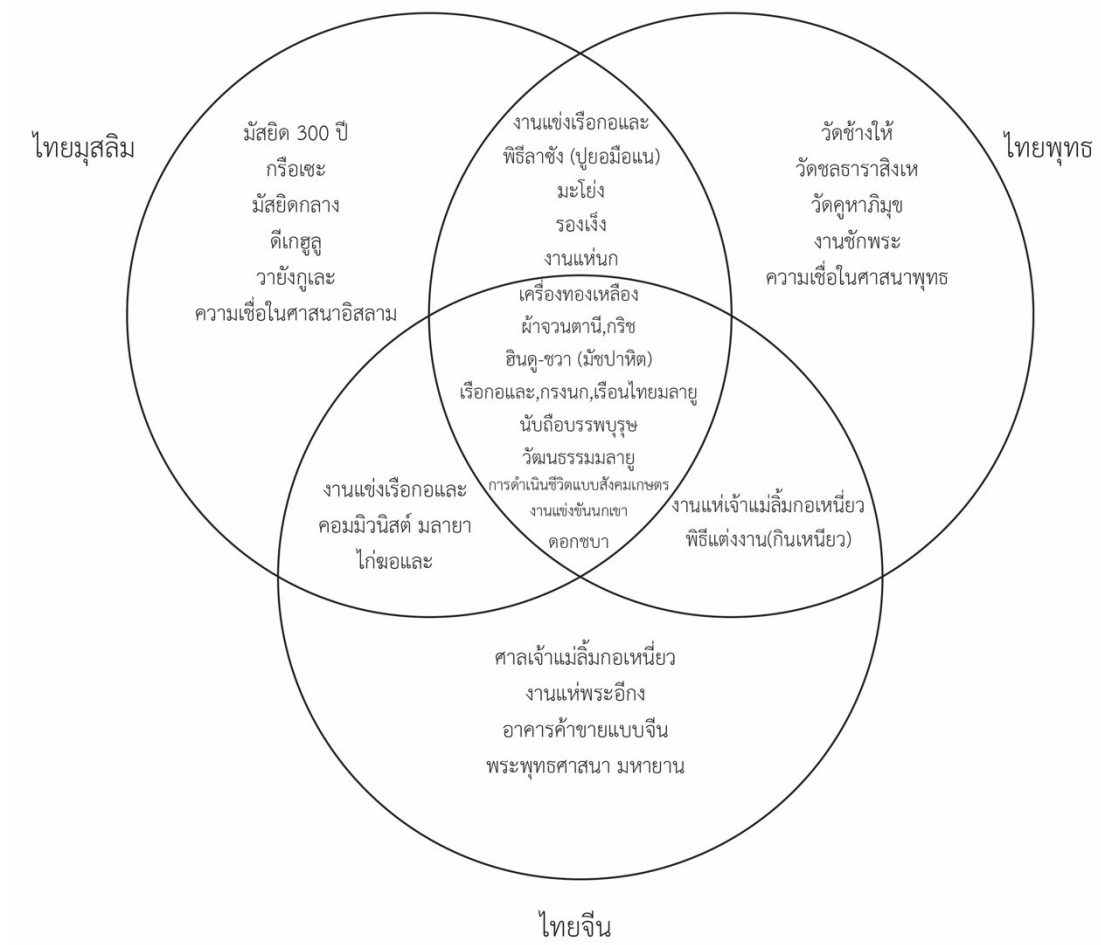 ไทยมุสลิม
มัสยิด 300 ปี
กรือเซะ
มัสยิดกลาง
ดีเกฮูลู
วายังกูเละ
ความเชื่อในศาสนาอิสลาม
งานแข่งเรือกอและ
พิธีลาซัง (ปูยอมือแน)
มะโย่ง
รองเง็ง
งานแห่นก
ไทยพุทธ
วัดช้างให้
วัดชลธาราสิงเห
วัดคูหาภิมุข
งานชักพระ
ความเชื่อในศาสนาพุทธ
เครื่องทองเหลือง
ผ้าจวนตานี,กริช
ฮินดู-ชวา (มัชปาหิต)
เรือกอและ,กรงนก,เรือนไทยมลายู
นับถือบรรพบุรุษ
วัฒนธรรมมลายู
การดำเนินชีวิตแบบสังคมเกษตร
งานแข่งขันนกเขา
ดอกชบา
งานแข่งเรือกอและ
คอมมิวนิสต์ มลายา
ไก่ฆอและ
งานแห่เจ้าแม่ลิ้มกอเหนี่ยว
พิธีแต่งงาน(กินเหนียว)
ศาลเจ้าแม่ลิ้มกอเหนี่ยว
งานแห่พระอีกง
อาคารค้าขายแบบจีน
พระพุทธศาสนา มหายาน
ไทยจีน